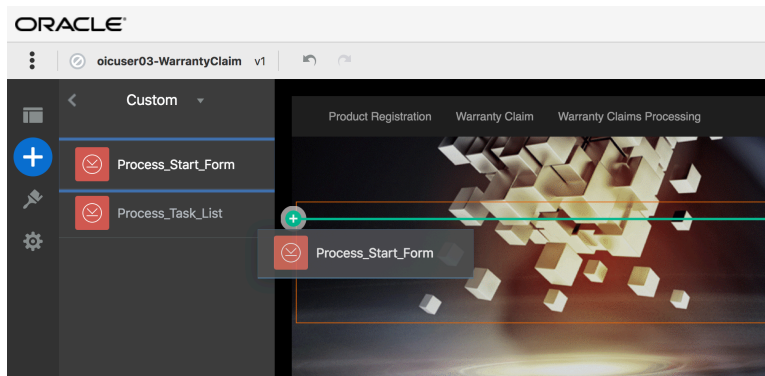 ORACLE®
oicuser03-WarrantyClaim v1
Custom
Product Registration Warranty Claim Warranty Claims Processing
Process_Start_Form
Process_Task_List
Process_Start_Form